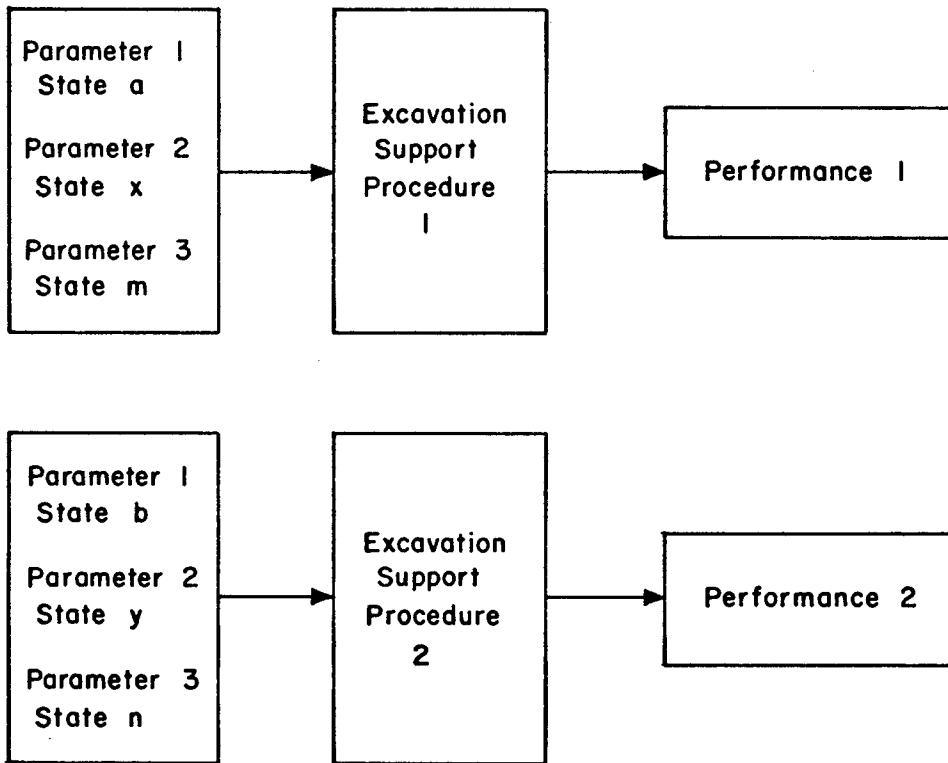 Parameter 1
State a
Parameter 2
State x
Parameter 3
State m
Excavation
Support
Procedure
1
Performance 1
Parameter 1
State b
Parameter 2
State y
Parameter 3
State n
Excavation
Support
Procedure
2
Performance 2